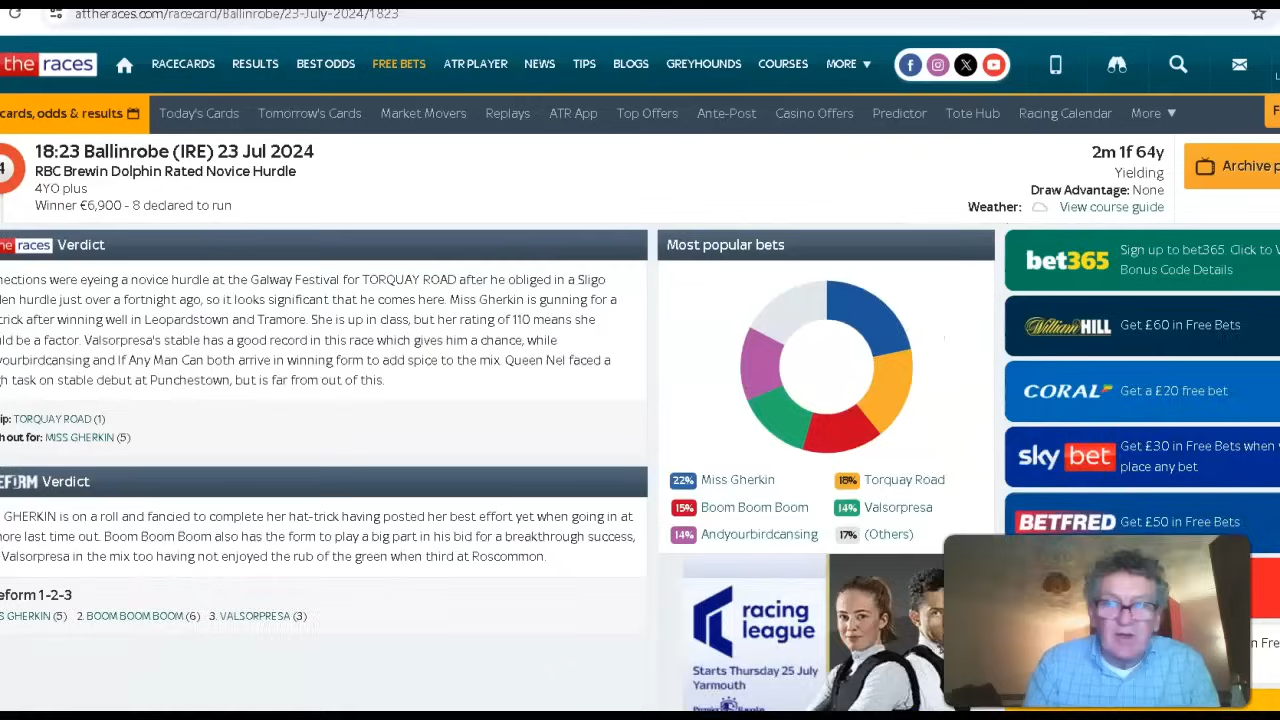 attheraces.com/racecard/Ballinrobe/23-July-2024/1823
the races
RACECARDS RESULTS BEST ODDS FREE BETS ATR PLAYER NEWS TIPS BLOGS GREYHOUNDS COURSES MORE
cards, odds & results Today's Cards Tomorrow's Cards Market Movers Replays ATR App Top Offers Ante-Post Casino Offers Predictor Tote Hub Racing Calendar More
18:23 Ballinrobe (IRE) 23 Jul 2024
RBC Brewin Dolphin Rated Novice Hurdle
4YO plus
Winner €6,900 - 8 declared to run
2m 1f 64y
Yielding
Draw Advantage: None
Weather: View course guide
Archive p
he races Verdict
nections were eyeing a novice hurdle at the Galway Festival for TORQUAY ROAD after he obliged in a Sligo
den hurdle just over a fortnight ago, so it looks significant that he comes here. Miss Gherkin is gunning for a
trick after winning well in Leopardstown and Tramore. She is up in class, but her rating of 110 means she
uld be a factor. Valsorpresa's stable has a good record in this race which gives him a chance, while
yourbirdcansing and If Any Man Can both arrive in winning form to add spice to the mix. Queen Nel faced a
gh task on stable debut at Punchestown, but is far from out of this.
ip: TORQUAY ROAD (1)
h out for: MISS GHERKIN (5)
EFORM Verdict
GHERKIN is on a roll and is fancied to complete her hat-trick having posted her best effort yet when going in at
more last time out. Boom Boom Boom also has the form to play a big part in his bid for a breakthrough success,
Valsorpresa in the mix too having not enjoyed the rub of the green when third at Roscommon.
eform 1-2-3
S GHERKIN (5) 2. BOOM BOOM BOOM (6) 3. VALSORPRESA (3)
Most popular bets
22% Miss Gherkin 18% Torquay Road
15% Boom Boom Boom 14% Valsorpresa
14% Andyourbirdcansing 17% (Others)
racing
league
Starts Thursday 25 July
Yarmouth
bet365 Sign up to bet365. Click to V
Bonus Code Details
William HILL Get £60 in Free Bets
CORAL Get a £20 free bet
sky bet Get £30 in Free Bets when
place any bet
BETFRED Get £50 in Free Bets
n Fre